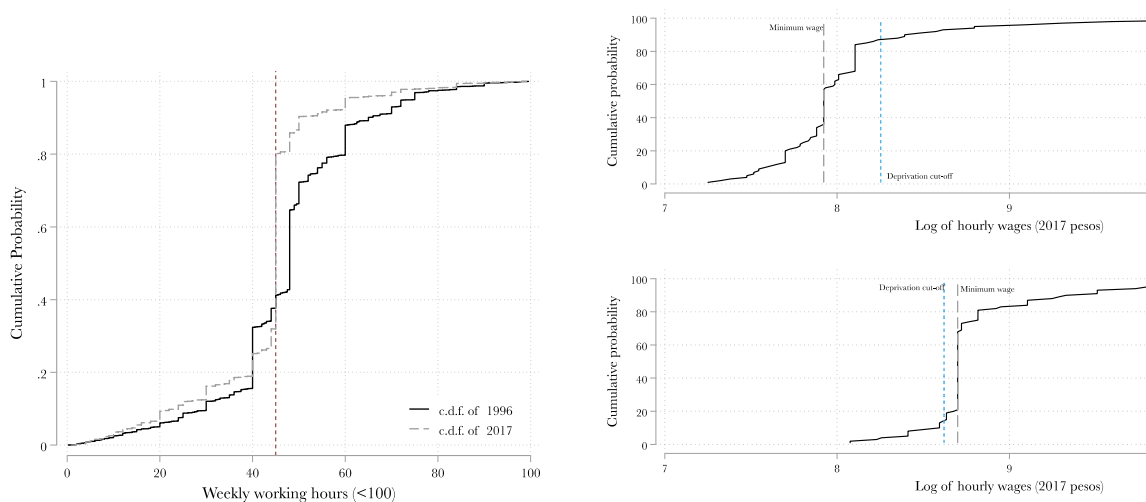 1
.8
.6
.4
.2
0
Cumulative Probability
0 20 40 60 80 100
Weekly working hours (<100)
c.d.f. of 1996
c.d.f. of 2017
100
80
60
40
20
0
Cumulative probability
Minimum wage
Deprivation cut-off
7 8 9
Log of hourly wages (2017 pesos)
100
80
60
40
20
0
Cumulative probability
Deprivation cut-off
Minimum wage
7 8 9
Log of hourly wages (2017 pesos)